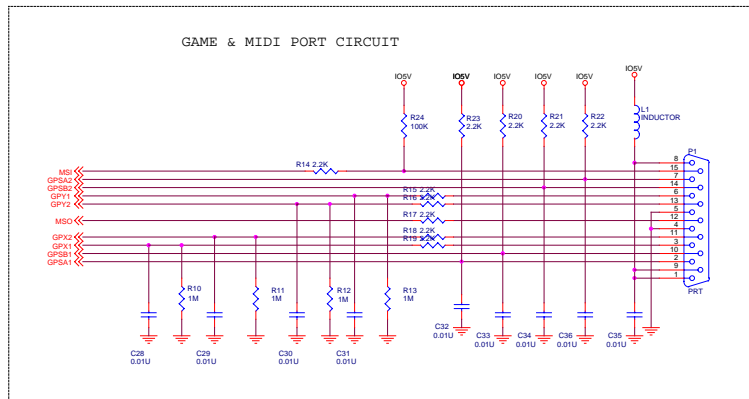 GAME & MIDI PORT CIRCUIT
IO5V
IO5V
IO5V
IO5V
IO5V
IO5V
R24
100K
R23
2.2K
R20
2.2K
R21
2.2K
R22
2.2K
L1
INDUCTOR
P1
R14 2.2K
MSI
GPSA2
GPSB2
GPY1
GPY2
MSO
GPX2
GPX1
GPSB1
GPSA1
R15 2.2K
R16 2.2K
R17 2.2K
R18 2.2K
R19 2.2K
8
15
7
14
6
13
5
12
4
11
3
10
2
9
1
PRT
R10
1M
R11
1M
R12
1M
R13
1M
C28
0.01U
C29
0.01U
C30
0.01U
C31
0.01U
C32
0.01U
C33
0.01U
C34
0.01U
C36
0.01U
C35
0.01U